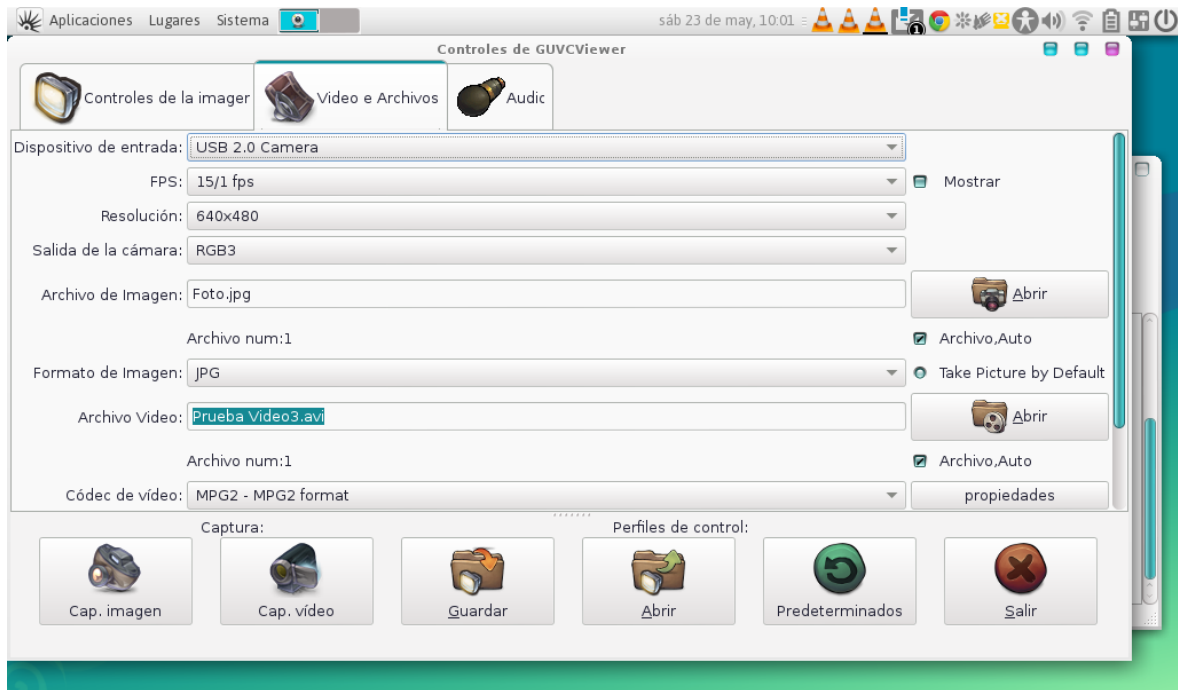 Aplicaciones Lugares Sistema sáb 23 de may, 10:01
1
Controles de GUVCViewer
Controles de la imager Video e Archivos Audic
Dispositivo de entrada: USB 2.0 Camera
FPS: 15/1 fps Mostrar
Resolución: 640x480
Salida de la cámara: RGB3
Archivo de Imagen: Foto.jpg Abrir
Archivo num:1 Archivo,Auto
Formato de Imagen: JPG Take Picture by Default
Archivo Video: Prueba Video3.avi Abrir
Archivo num:1 Archivo,Auto
Códec de vídeo: MPG2 - MPG2 format propiedades
Captura: Perfiles de control:
Cap. imagen Cap. vídeo Guardar Abrir Predeterminados Salir